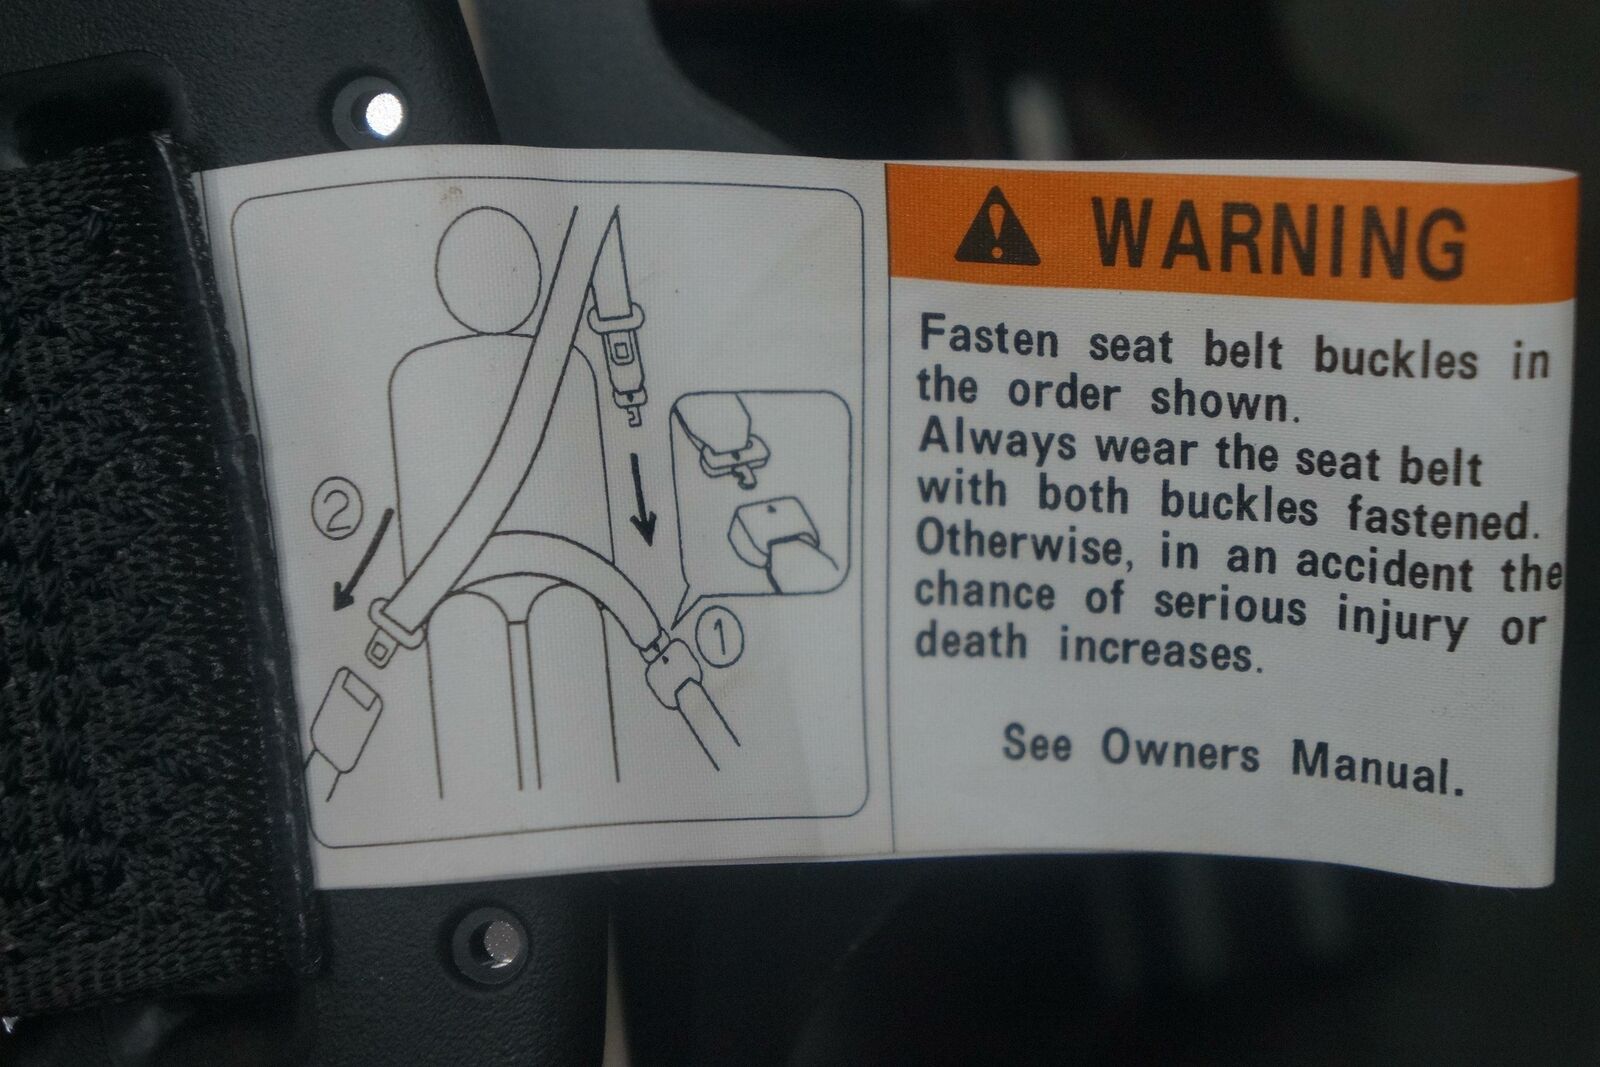 WARNING
Fasten seat belt buckles in
the order shown.
Always wear the seat belt
with both buckles fastened.
Otherwise, in an accident the
chance of serious injury or
death increases.
See Owners Manual.
②
①